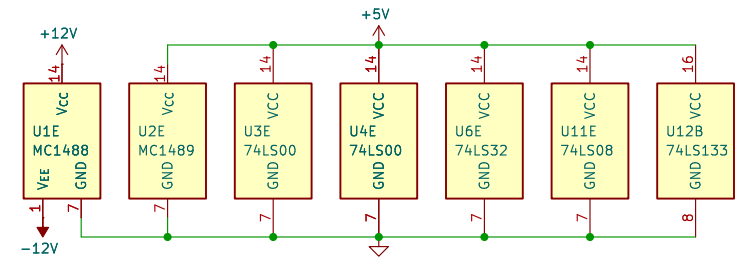 +5V
+12V
14
14
14
14
14
14
16
VCC
VCC
VCC
VCC
VCC
VCC
VCC
U1E
MC1488
U2E
MC1489
U3E
74LS00
U4E
74LS00
U6E
74LS32
U11E
74LS08
U12B
74LS133
VEE
GND
GND
GND
GND
GND
GND
GND
1
7
7
7
7
7
7
8
-12V